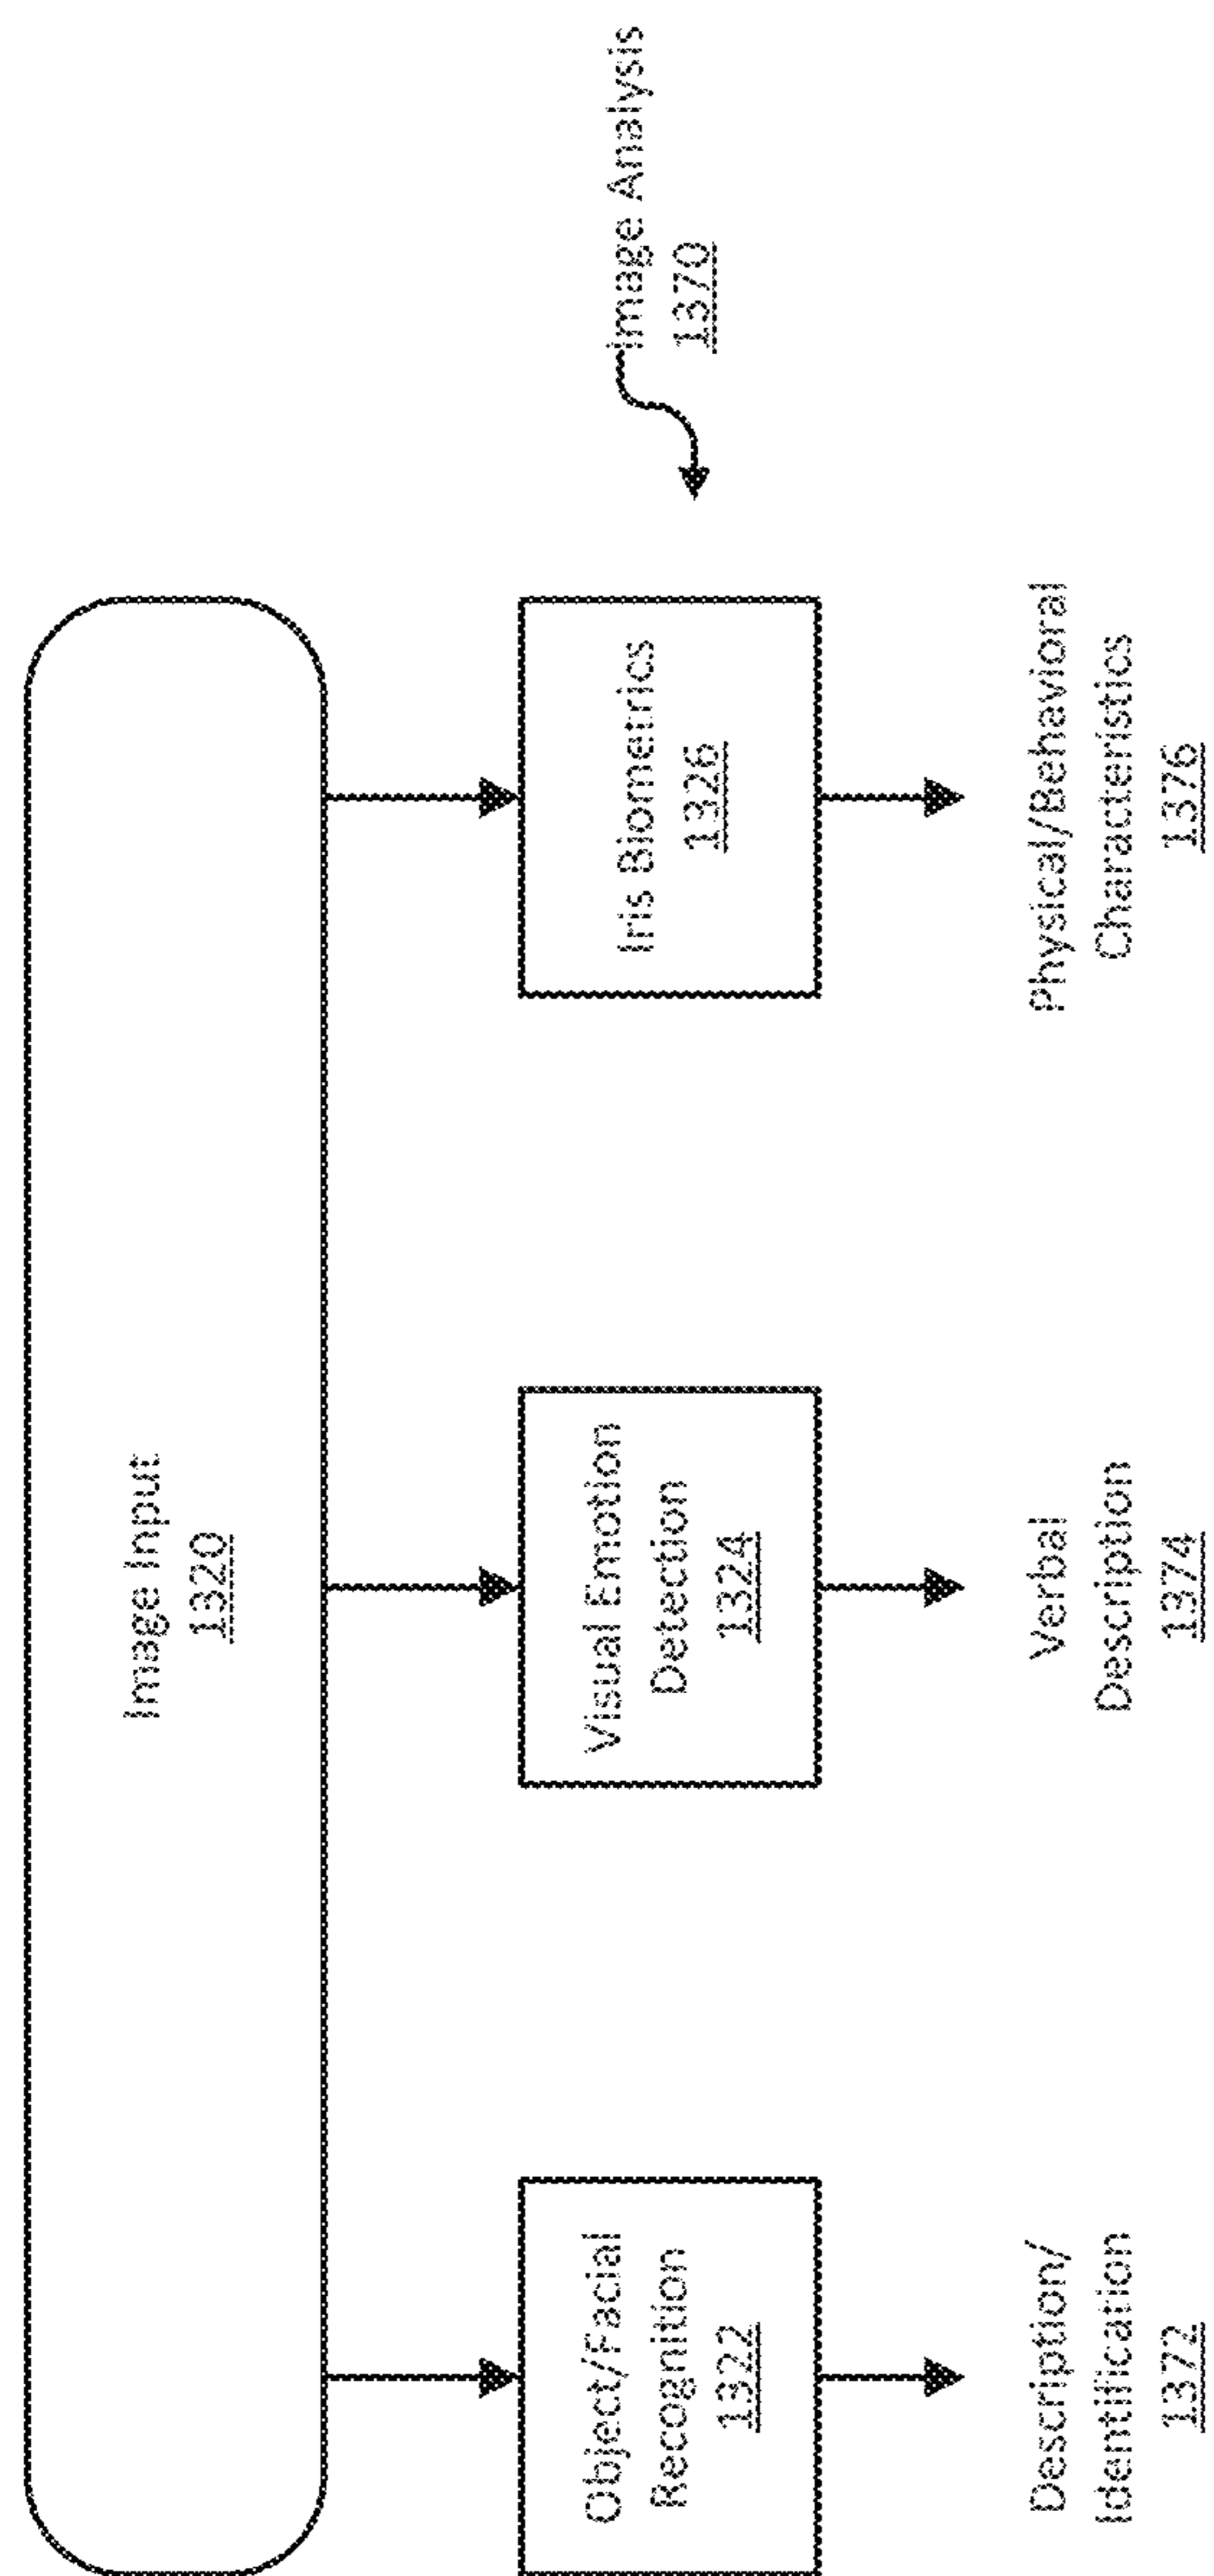 Image Input
1320
Object/Facial
Recognition
1322
Visual Emotion
Detection
1324
Iris Biometrics
1326
Image Analysis
1370
Description/
Identification
1372
Verbal
Description
1374
Physical/Behavioral
Characteristics
1376